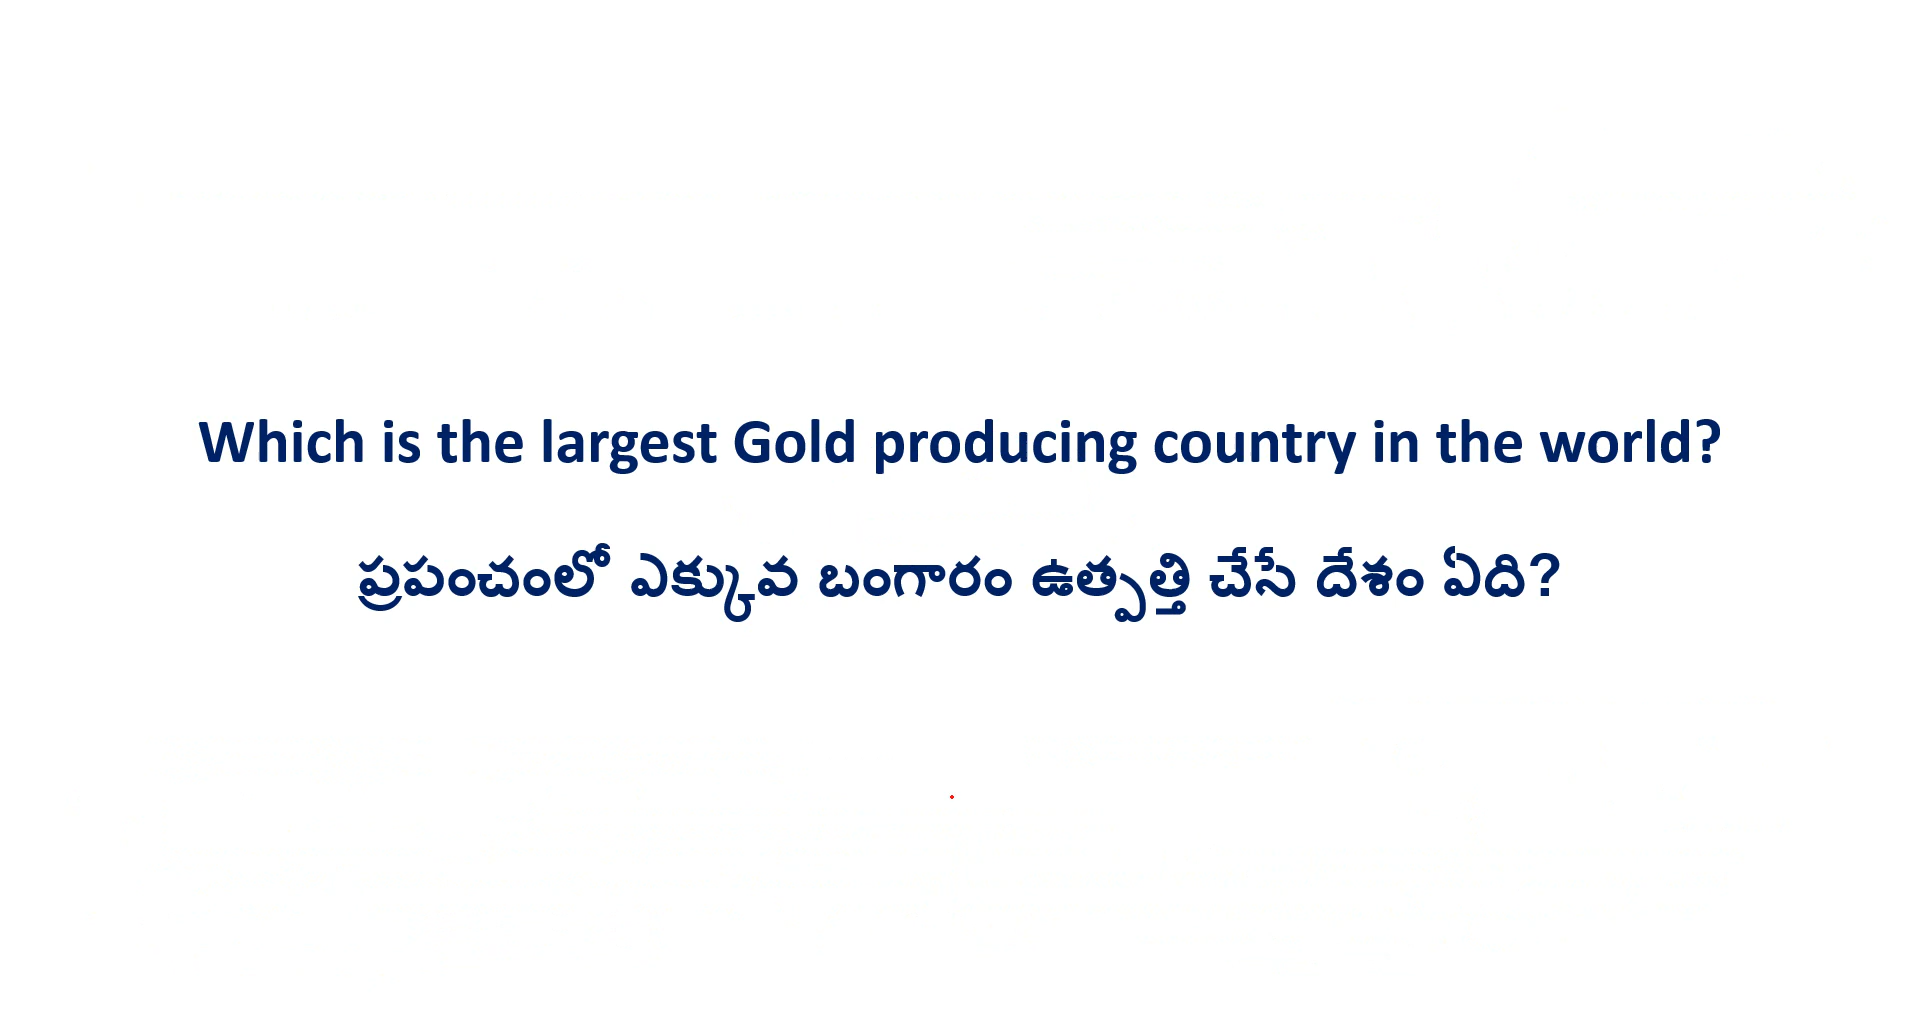 Which is the largest Gold producing country in the world?
ప్రపంచంలో ఎక్కువ బంగారం ఉత్పత్తి చేసే దేశం ఏది?